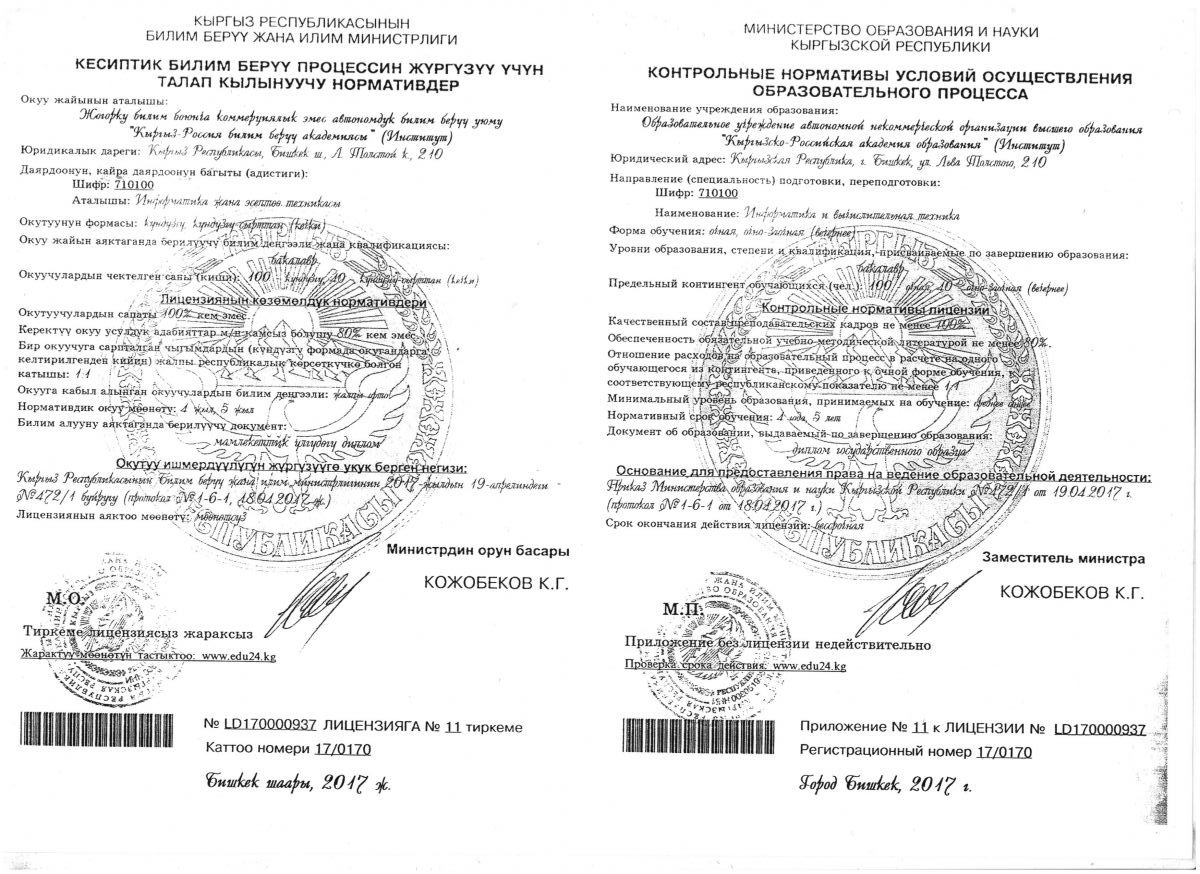 КЫРГЫЗ РЕСПУБЛИКАСЫНЫН
БИЛИМ БЕРҮҮ ЖАНА ИЛИМ МИНИСТРЛИГИ
КЕСИПТИК БИЛИМ БЕРҮҮ ПРОЦЕССИН ЖҮРГҮЗҮҮ ҮЧҮН
ТАЛАП КЫЛЫНУУЧУ НОРМАТИВДЕР
Окуу жайынын аталышы:
Жогорку билим боюнча коммерциялык эмес автономдук билим берүү уюму
"Кыргыз-Россия билим берүү академиясы" (Институт)
Юридикалык дареги: Кыргыз Республикасы, Бишкек ш., Л. Толстой к., 210
Даярдоонун, кайра даярдоонун багыты (адистиги):
Шифр: 710100
Аталышы: Информатика жана эсептөө техникасы
Окутуунун формасы: күндүзгү, күндүзгү-сырттан (кечки)
Окуу жайын аяктаганда берилүүчү билим деңгээли жана квалификациясы:
бакалавр
Окуучулардын чектелген саны (киши): 100 - күндүзгү, 40 - күндүзгү-сырттан (кечки)
Лицензиянын көзөмөлдүк нормативдери
Окутуучулардын сапаты 100% кем эмес.
Керектүү окуу усулдук адабияттар м/н камсыз болушу 80% кем эмес.
Бир окуучуга сарпталган чыгымдардын (күндүзгү формада окугандарга
келтирилгенден кийин) жалпы республикалык көрсөткүчкө болгон
катышы: 1.1
Окууга кабыл алынган окуучулардын билим деңгээли: жалпы орто
Нормативдик окуу мөөнөтү: 4 жыл, 5 жыл
Билим алууну аяктаганда берилүүчү документ:
мамлекеттик үлгүдөгү диплом
Окутуу ишмердүүлүгүн жүргүзүүгө укук берген негизи:
Кыргыз Республикасынын Билим берүү жана илим министрлигинин 2017-жылдын 19-апрелиндеги
№472/1 буйругу (протокол №1-6-1, 18.04.2017-ж.)
Лицензиянын аяктоо мөөнөтү: мөөнөтсүз
Министрдин орун басары
КОЖОБЕКОВ К.Г.
М.О.
Тиркеме лицензиясыз жараксыз
Жарактуу мөөнөтүн тастыктоо: www.edu24.kg
№ LD170000937 ЛИЦЕНЗИЯГА № 11 тиркеме
Каттоо номери 17/0170
Бишкек шаары, 2017 ж.
МИНИСТЕРСТВО ОБРАЗОВАНИЯ И НАУКИ
КЫРГЫЗСКОЙ РЕСПУБЛИКИ
КОНТРОЛЬНЫЕ НОРМАТИВЫ УСЛОВИЙ ОСУЩЕСТВЛЕНИЯ
ОБРАЗОВАТЕЛЬНОГО ПРОЦЕССА
Наименование учреждения образования:
Образовательное учреждение автономной некоммерческой организации высшего образования
"Кыргызско-Российская академия образования" (Институт)
Юридический адрес: Кыргызская Республика, г. Бишкек, ул. Льва Толстого, 210
Направление (специальность) подготовки, переподготовки:
Шифр: 710100
Наименование: Информатика и вычислительная техника
Форма обучения: очная, очно-заочная (вечернее)
Уровни образования, степени и квалификация, присваиваемые по завершению образования:
бакалавр
Предельный контингент обучающихся (чел.): 100 - очная, 40 - очно-заочная (вечернее)
Контрольные нормативы лицензии
Качественный состав преподавательских кадров не менее 100%.
Обеспеченность обязательной учебно-методической литературой не менее 80%.
Отношение расходов на образовательный процесс в расчете на одного
обучающегося из контингента, приведенного к очной форме обучения, к
соответствующему республиканскому показателю не менее 1.1
Минимальный уровень образования, принимаемых на обучение: среднее общее
Нормативный срок обучения: 4 года, 5 лет
Документ об образовании, выдаваемый по завершению образования:
диплом государственного образца
Основание для предоставления права на ведение образовательной деятельности:
Приказ Министерства образования и науки Кыргызской Республики №472/1 от 19.04.2017 г.
(протокол №1-6-1 от 18.04.2017 г.)
Срок окончания действия лицензии: бессрочная
Заместитель министра
КОЖОБЕКОВ К.Г.
М.П.
Приложение без лицензии недействительно
Проверка срока действия: www.edu24.kg
Приложение № 11 к ЛИЦЕНЗИИ № LD170000937
Регистрационный номер 17/0170
Город Бишкек, 2017 г.